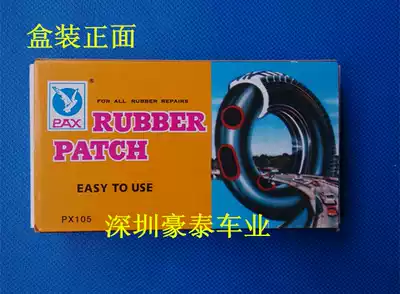 盒装正面
®
FOR ALL RUBBER REPAIRS
PAX
RUBBER
PATCH
EASY TO USE
PX105
深圳豪泰车业